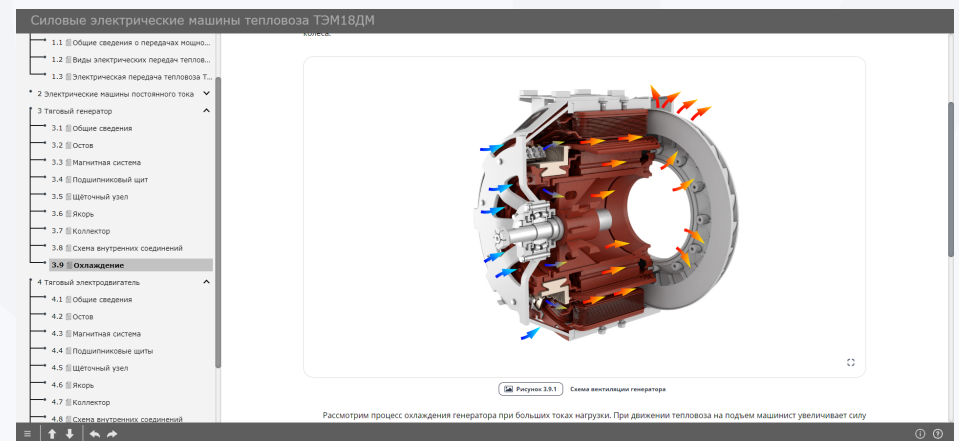 Силовые электрические машины тепловоза ТЭМ18ДМ
колеса.
1.1 Общие сведения о передачах мощно...
1.2 Виды электрических передач теплов...
1.3 Электрическая передача тепловоза Т...
2 Электрические машины постоянного тока
3 Тяговый генератор
3.1 Общие сведения
3.2 Остов
3.3 Магнитная система
3.4 Подшипниковый щит
3.5 Щёточный узел
3.6 Якорь
3.7 Коллектор
3.8 Схема внутренних соединений
3.9 Охлаждение
4 Тяговый электродвигатель
4.1 Общие сведения
4.2 Остов
4.3 Магнитная система
4.4 Подшипниковые щиты
4.5 Щёточный узел
4.6 Якорь
4.7 Коллектор
4.8 Схема внутренних соединений
Рисунок 3.9.1 Схема вентиляции генератора
Рассмотрим процесс охлаждения генератора при больших токах нагрузки. При движении тепловоза на подъем машинист увеличивает силу